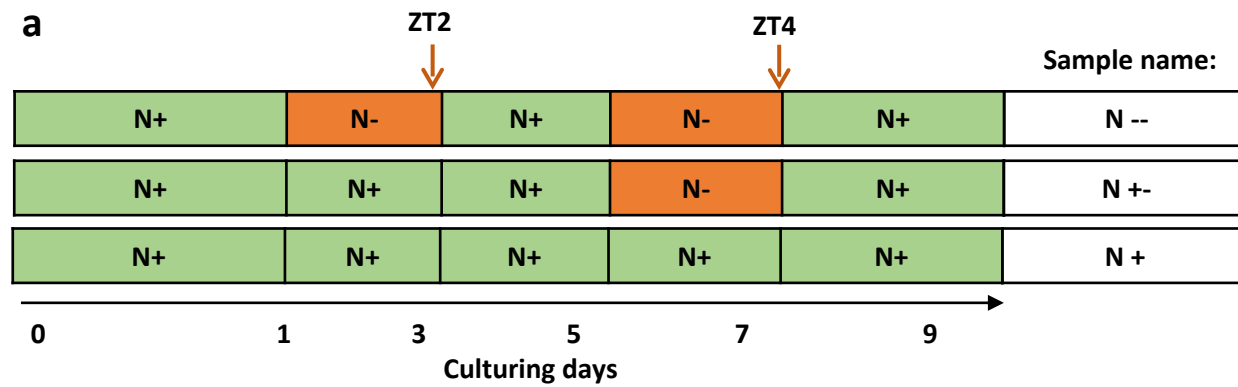 a
ZT2 ZT4
Sample name:
N+ N- N+ N- N+ N --
N+ N+ N+ N- N+ N +-
N+ N+ N+ N+ N+ N +
0 1 3 5 7 9
Culturing days